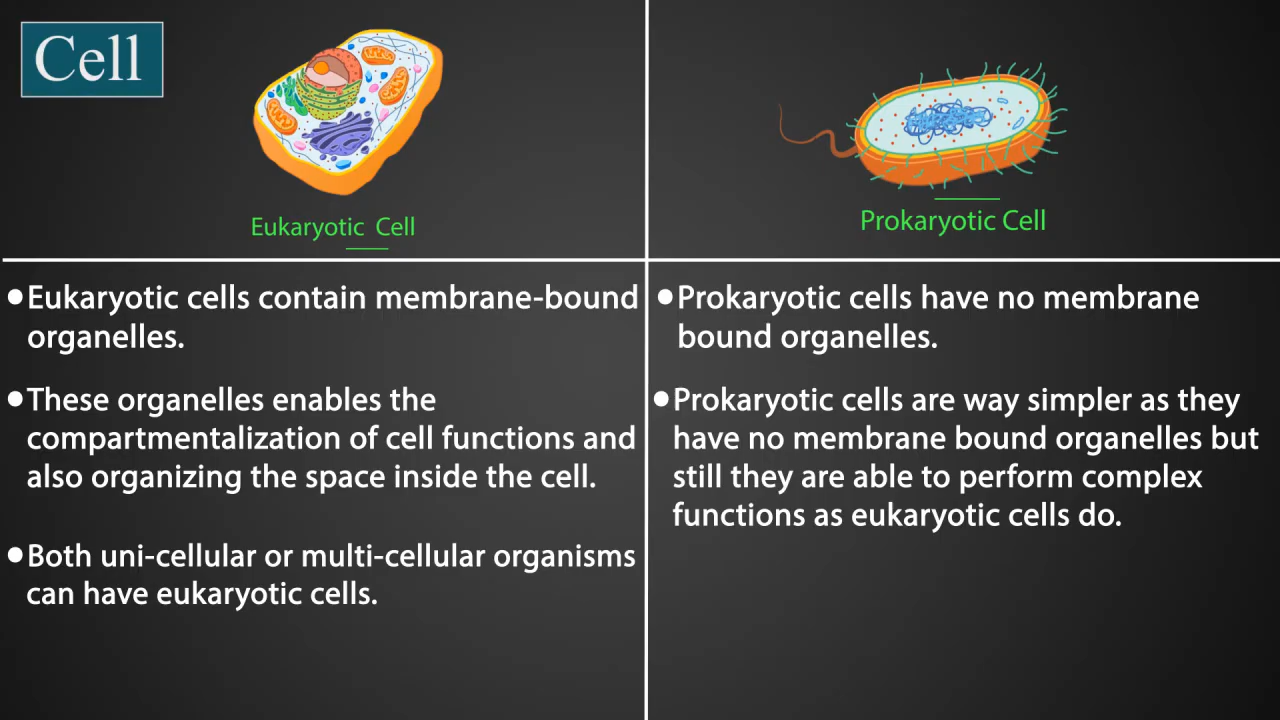 Cell
Eukaryotic Cell
Prokaryotic Cell
•Eukaryotic cells contain membrane-bound
organelles.
•These organelles enables the
compartmentalization of cell functions and
also organizing the space inside the cell.
•Both uni-cellular or multi-cellular organisms
can have eukaryotic cells.
•Prokaryotic cells have no membrane
bound organelles.
•Prokaryotic cells are way simpler as they
have no membrane bound organelles but
still they are able to perform complex
functions as eukaryotic cells do.